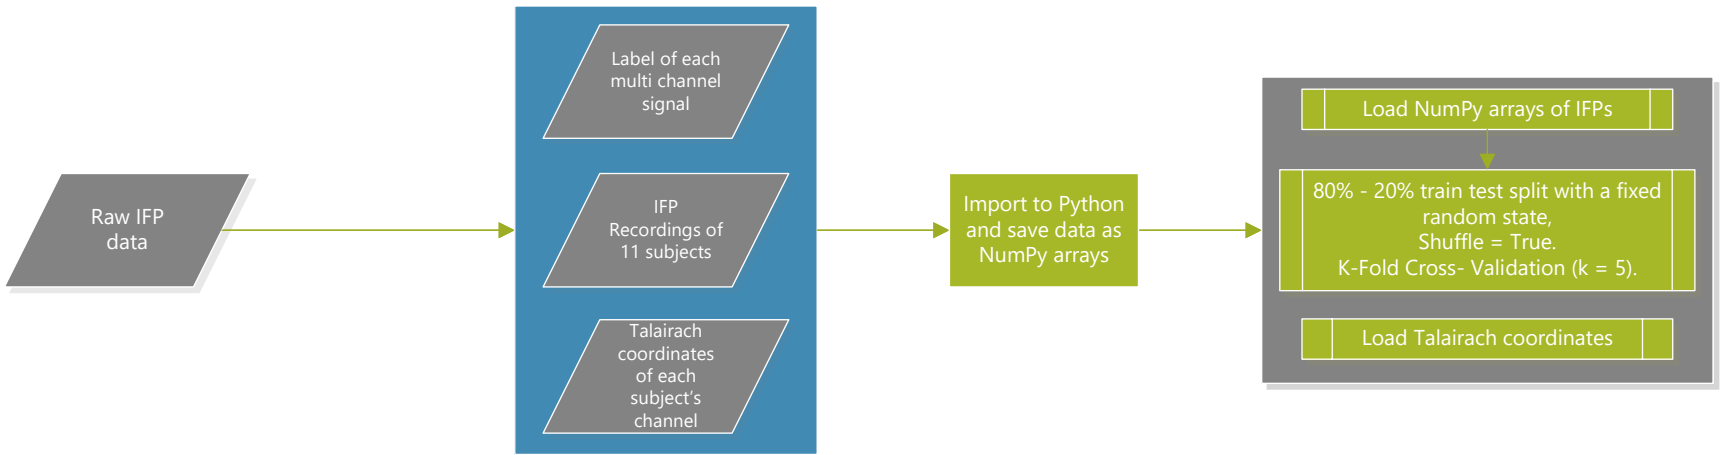 Raw IFP
data
Label of each
multi channel
signal
IFP
Recordings of
11 subjects
Talairach
coordinates
of each
subject's
channel
Import to Python
and save data as
NumPy arrays
Load NumPy arrays of IFPs
80% - 20% train test split with a fixed
random state,
Shuffle = True.
K-Fold Cross- Validation (k = 5).
Load Talairach coordinates